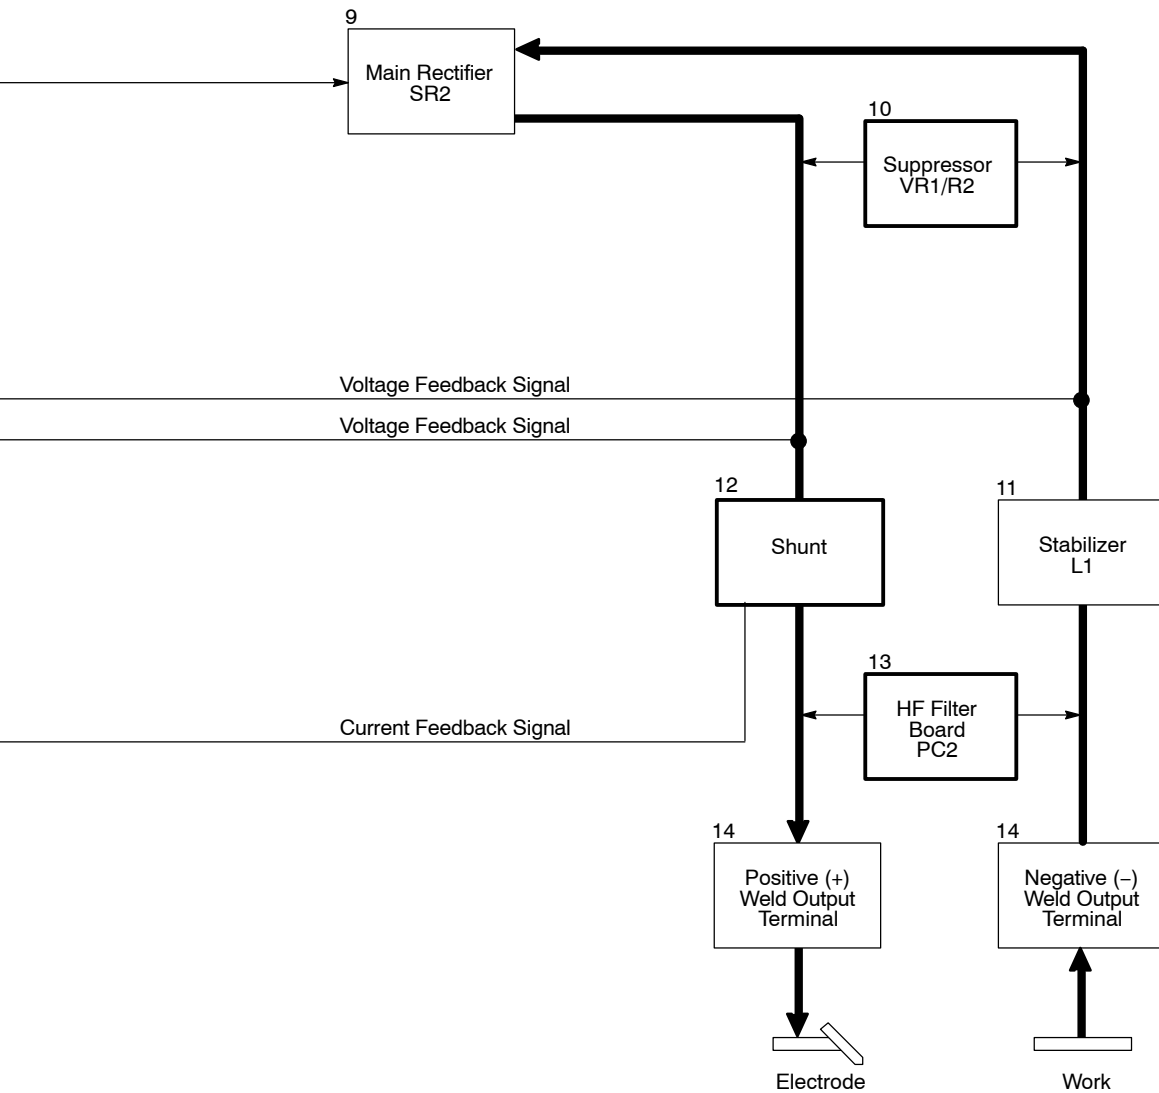 9
Main Rectifier
SR2
10
Suppressor
VR1/R2
Voltage Feedback Signal
Voltage Feedback Signal
12
Shunt
11
Stabilizer
L1
13
HF Filter
Board
PC2
Current Feedback Signal
14
Positive (+)
Weld Output
Terminal
14
Negative (−)
Weld Output
Terminal
Electrode
Work